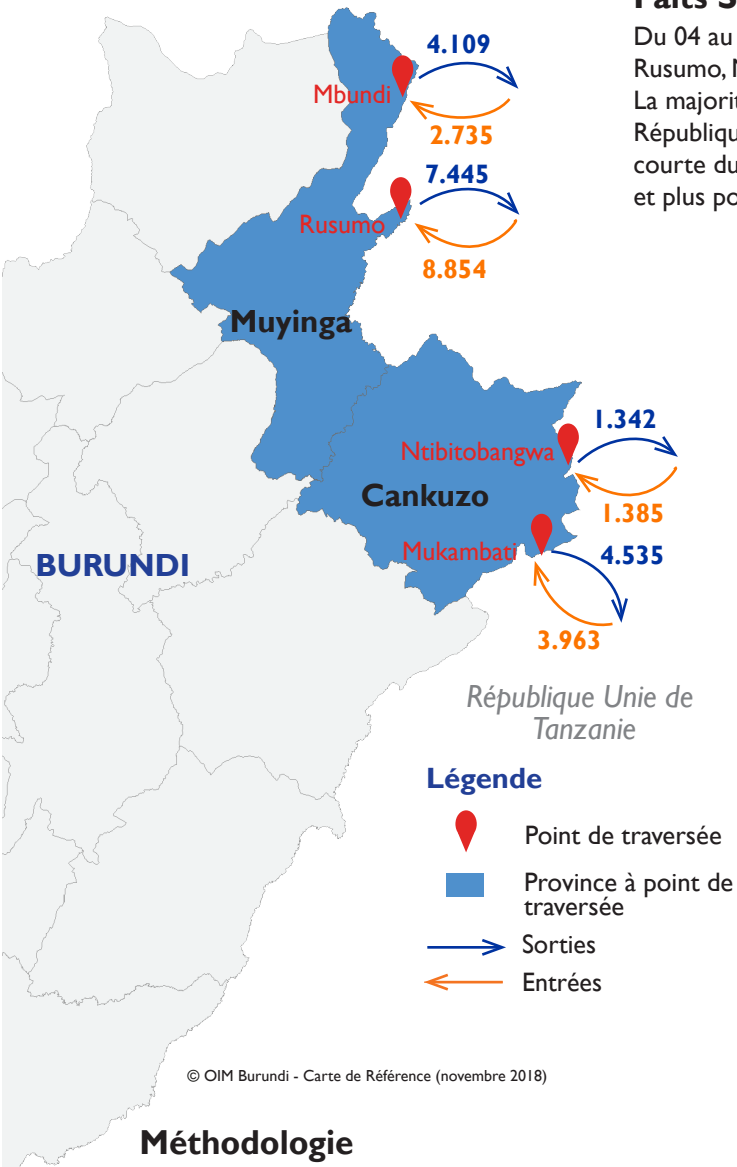 Du 04 au
La majorit
courte du
et plus po
4.109
Mbundi
2.735
7.445
Rusumo
8.854
Muyinga
1.342
Ntibitobangwa
1.385
Cankuzo
Mukambati
4.535
3.963
BURUNDI
République Unie de
Tanzanie
Légende
Point de traversée
Province à point de
traversée
Sorties
Entrées
© OIM Burundi - Carte de Référence (novembre 2018)
Méthodologie